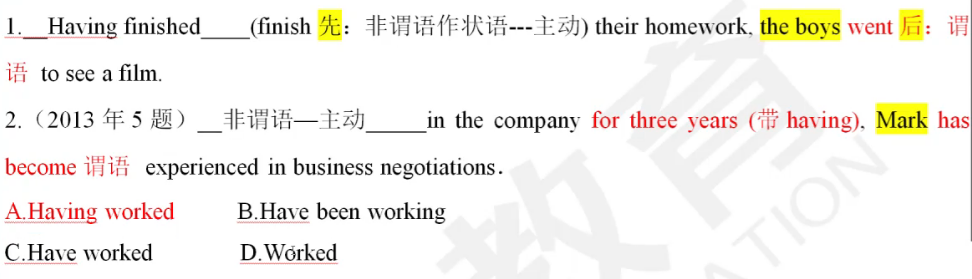 1.__Having finished____(finish 先：非谓语作状语---主动) their homework, the boys went 后：谓
语 to see a film.
2.（2013 年 5 题）__非谓语—主动_____in the company for three years (带 having), Mark has
become 谓语 experienced in business negotiations.
A.Having worked B.Have been working
C.Have worked D.Worked
教育
ATION